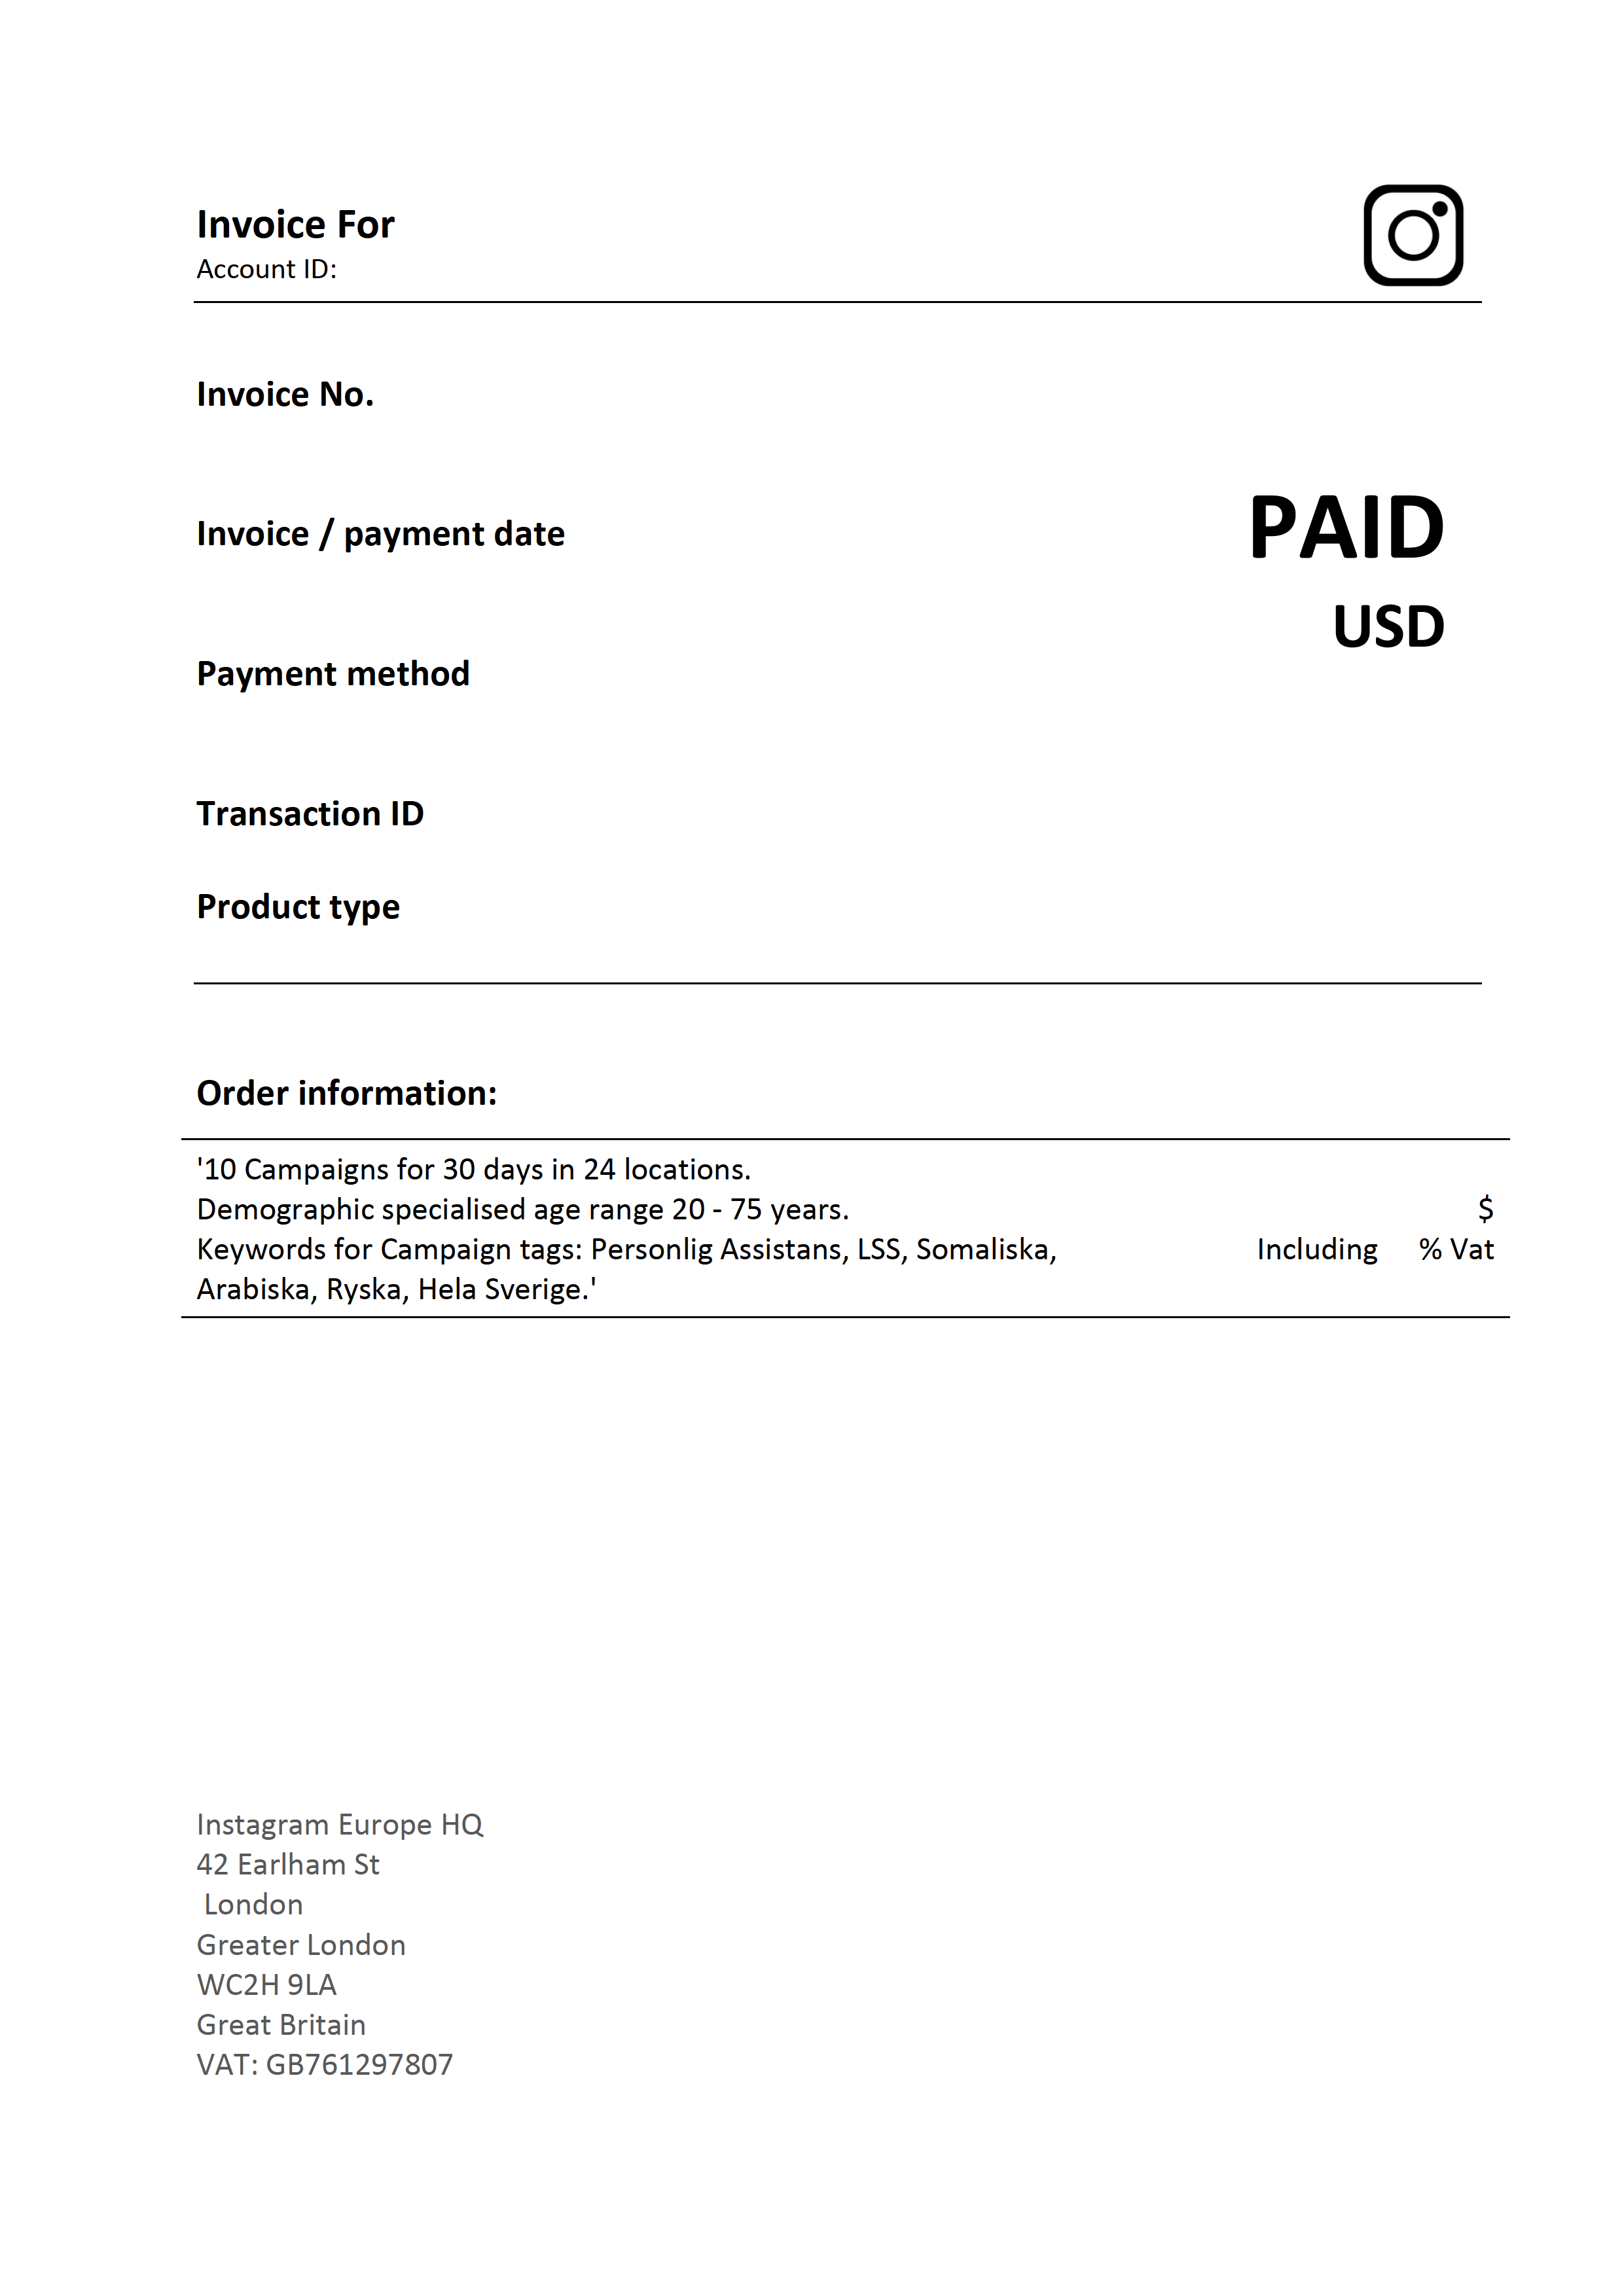 Invoice For
Account ID:
Invoice No.
Invoice / payment date
PAID
USD
Payment method
Transaction ID
Product type
Order information:
'10 Campaigns for 30 days in 24 locations.
Demographic specialised age range 20 - 75 years.
$
Keywords for Campaign tags: Personlig Assistans, LSS, Somaliska,
Including % Vat
Arabiska, Ryska, Hela Sverige.'
Instagram Europe HQ
42 Earlham St
London
Greater London
WC2H 9LA
Great Britain
VAT: GB761297807